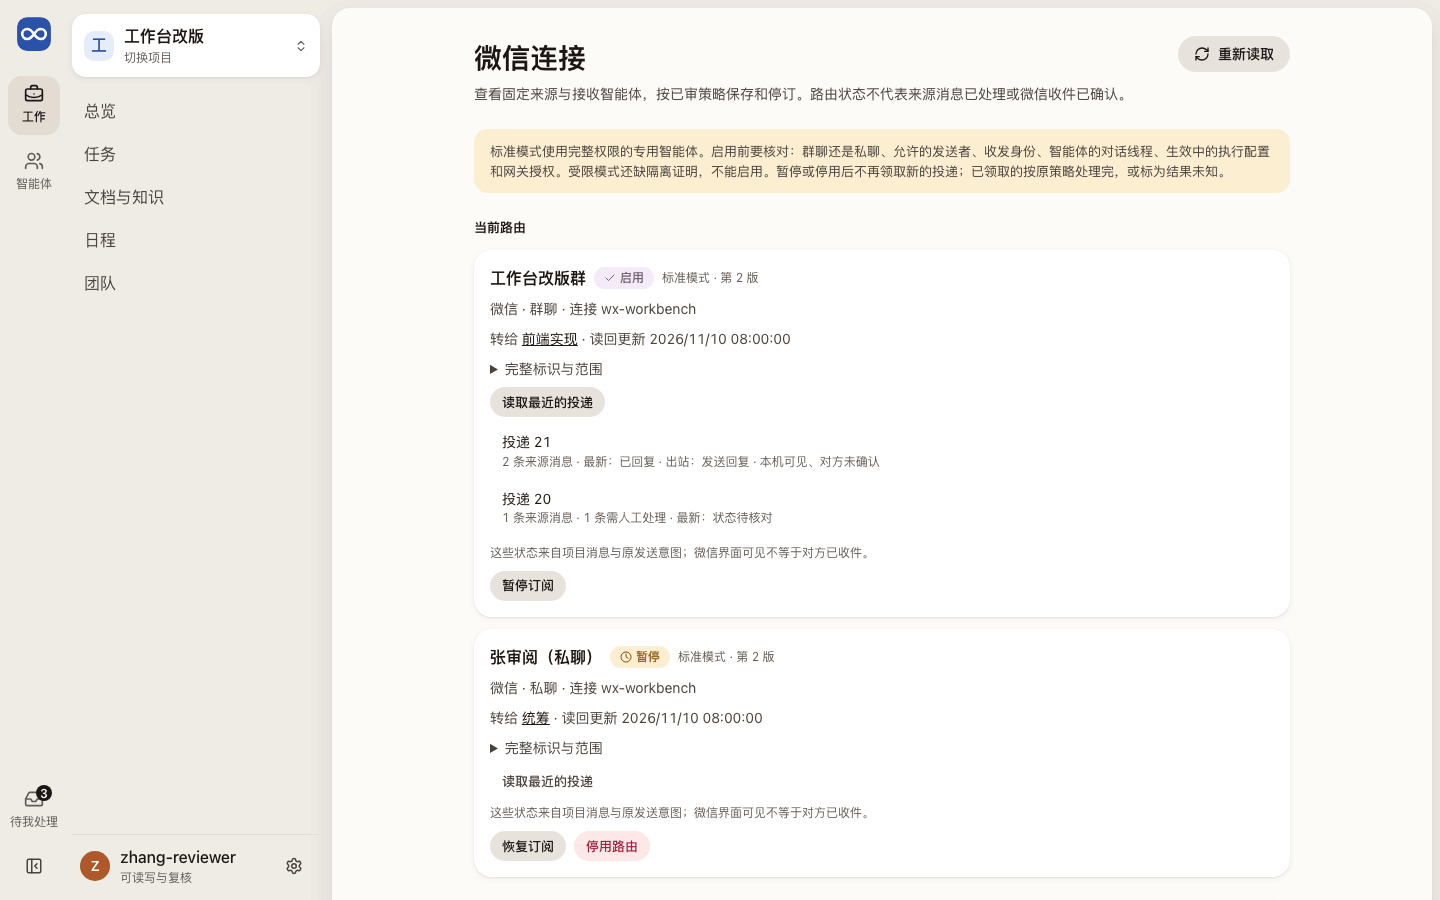 工
工作台改版
切换项目
工作
智能体
总览
任务
文档与知识
日程
团队
3
待我处理
Z
zhang-reviewer
可读写与复核
微信连接
重新读取
查看固定来源与接收智能体，按已审策略保存和停订。路由状态不代表来源消息已处理或微信收件已确认。
标准模式使用完整权限的专用智能体。启用前要核对：群聊还是私聊、允许的发送者、收发身份、智能体的对话线程、生效中的执行配置
和网关授权。受限模式还缺隔离证明，不能启用。暂停或停用后不再领取新的投递；已领取的按原策略处理完，或标为结果未知。
当前路由
工作台改版群 启用 标准模式 · 第 2 版
微信 · 群聊 · 连接 wx-workbench
转给 前端实现 · 读回更新 2026/11/10 08:00:00
完整标识与范围
读取最近的投递
投递 21
2 条来源消息 · 最新：已回复 · 出站：发送回复 · 本机可见、对方未确认
投递 20
1 条来源消息 · 1 条需人工处理 · 最新：状态待核对
这些状态来自项目消息与原发送意图；微信界面可见不等于对方已收件。
暂停订阅
张审阅（私聊） 暂停 标准模式 · 第 2 版
微信 · 私聊 · 连接 wx-workbench
转给 统筹 · 读回更新 2026/11/10 08:00:00
完整标识与范围
读取最近的投递
这些状态来自项目消息与原发送意图；微信界面可见不等于对方已收件。
恢复订阅 停用路由